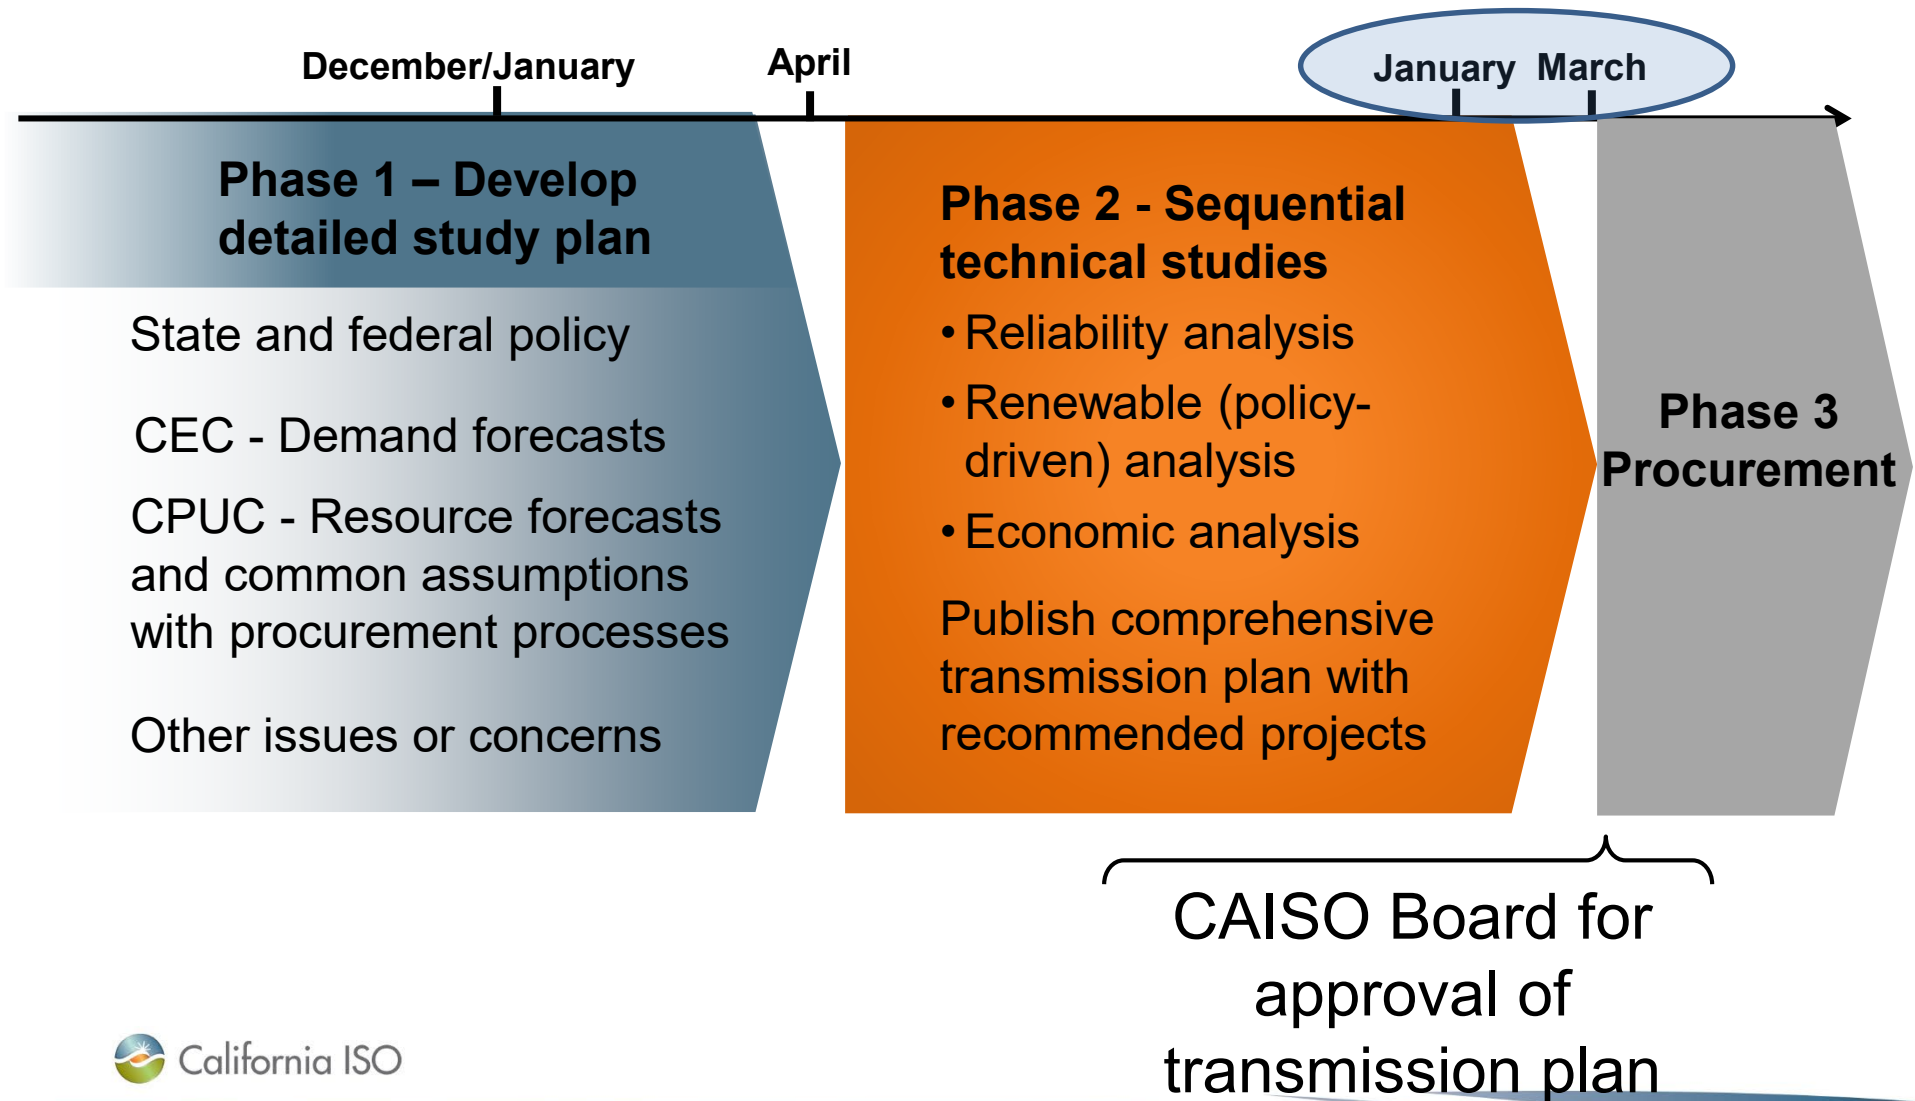 December/January
April
January March
Phase 1 – Develop
detailed study plan
State and federal policy
CEC - Demand forecasts
CPUC - Resource forecasts
and common assumptions
with procurement processes
Other issues or concerns
Phase 2 - Sequential
technical studies
• Reliability analysis
• Renewable (policy-
driven) analysis
• Economic analysis
Publish comprehensive
transmission plan with
recommended projects
Phase 3
Procurement
CAISO Board for
approval of
transmission plan
California ISO